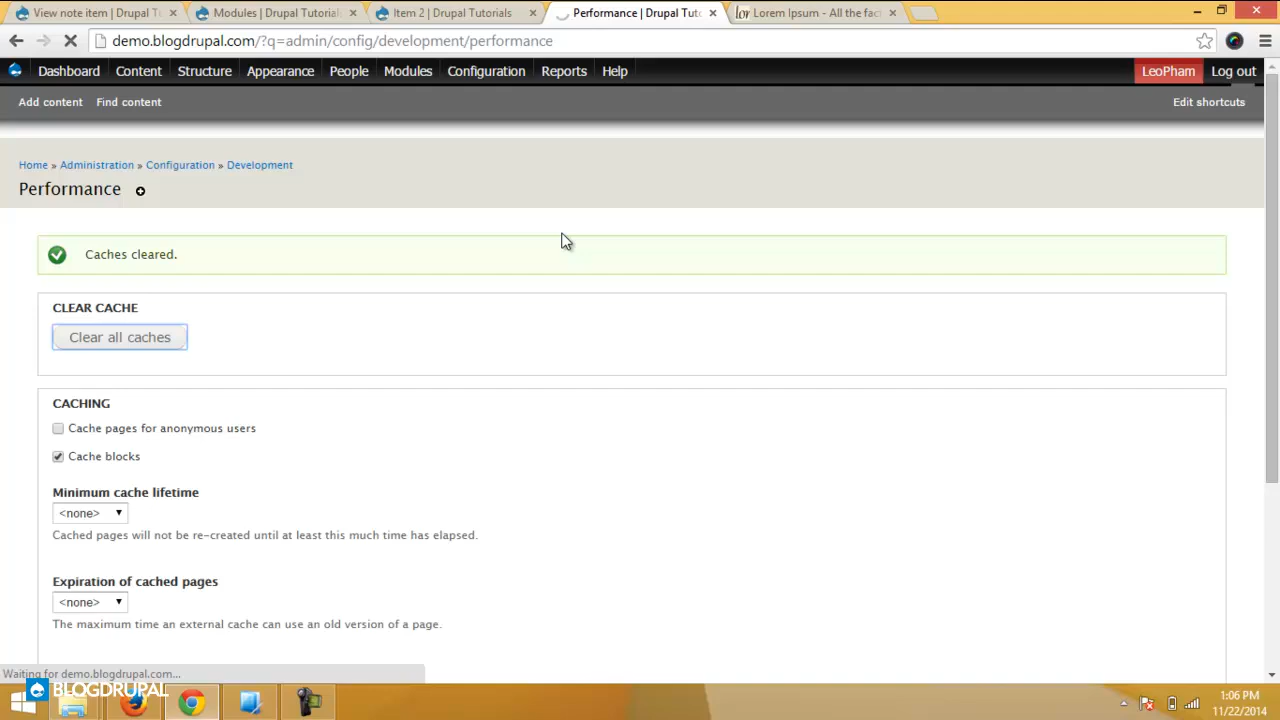 View note item | Drupal T
Modules | Drupal Tutorial
Item 2 | Drupal Tutorials
Performance | Drupal Tuto
Lorem Ipsum - All the fac
demo.blogdrupal.com/?q=admin/config/development/performance
Dashboard Content Structure Appearance People Modules Configuration Reports Help LeoPham Log out
Add content Find content Edit shortcuts
Home » Administration » Configuration » Development
Performance
Caches cleared.
CLEAR CACHE
Clear all caches
CACHING
Cache pages for anonymous users
Cache blocks
Minimum cache lifetime
<none>
Cached pages will not be re-created until at least this much time has elapsed.
Expiration of cached pages
<none>
The maximum time an external cache can use an old version of a page.
Waiting for demo.blogdrupal.com...
BLOGDRUPAL
1:06 PM
11/22/2014